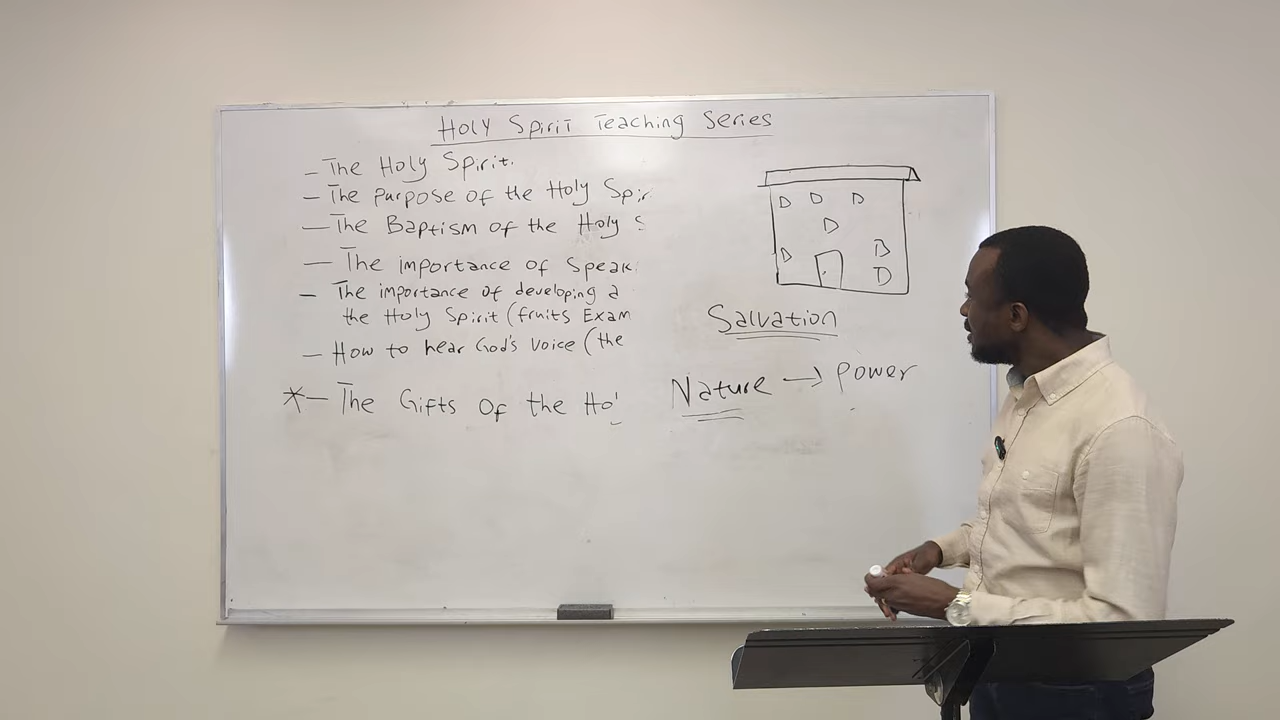 Holy Spirit Teaching Series
- The Holy Spirit.
- The purpose of the Holy Spir
- The Baptism of the Holy S
- The importance of Speak
- The importance of developing a
the Holy Spirit (fruits Exam
- How to hear God's voice (the
*- The Gifts of the Ho
D D D
D
D D
D
Salvation
Nature → power